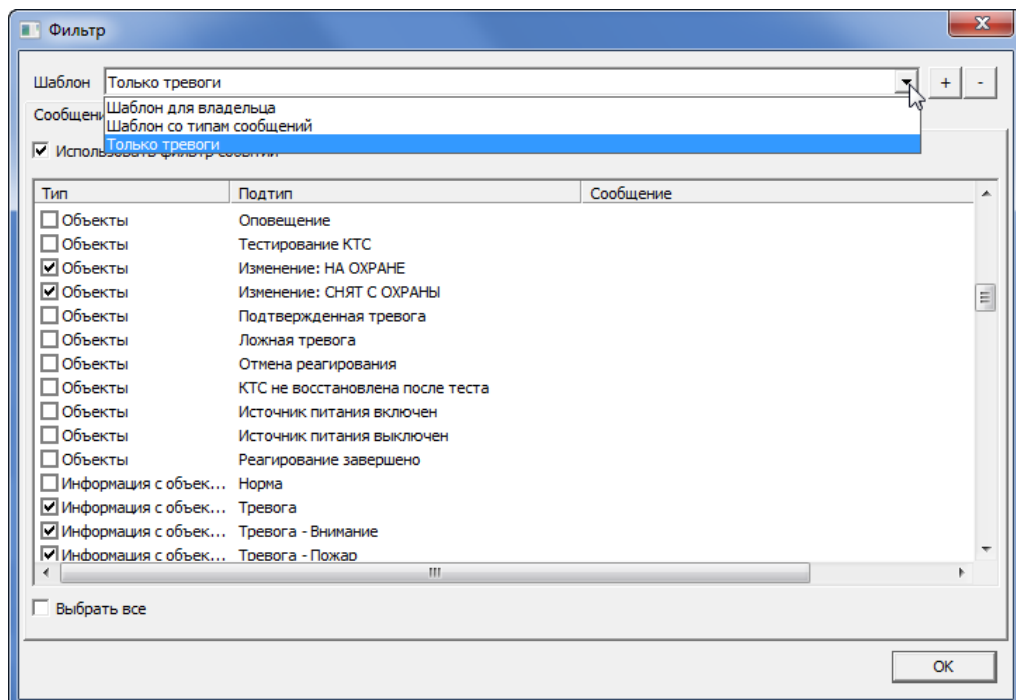 Фильтр
Шаблон Только тревоги + -
Шаблон для владельца
Сообщени
Шаблон со типам сообщений
Только тревоги
Использовать фильтр событий
Тип Подтип Сообщение
Объекты Оповещение
Объекты Тестирование КТС
Объекты Изменение: НА ОХРАНЕ
Объекты Изменение: СНЯТ С ОХРАНЫ
Объекты Подтвержденная тревога
Объекты Ложная тревога
Объекты Отмена реагирования
Объекты КТС не восстановлена после теста
Объекты Источник питания включен
Объекты Источник питания выключен
Объекты Реагирование завершено
Информация с объек... Норма
Информация с объек... Тревога
Информация с объек... Тревога - Внимание
Информация с объек... Тревога - Пожар
Выбрать все
OK